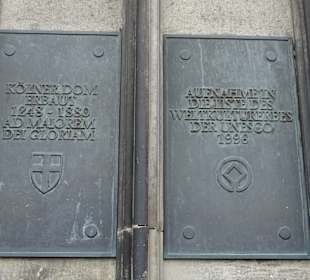 KÖLNER DOM
ERBAUT
1248 - 1880
AD MAIOREM
DEI GLORIAM
AUFNAHME IN
DIE LISTE DES
WELTKULTURERBES
DER UNESCO
1996